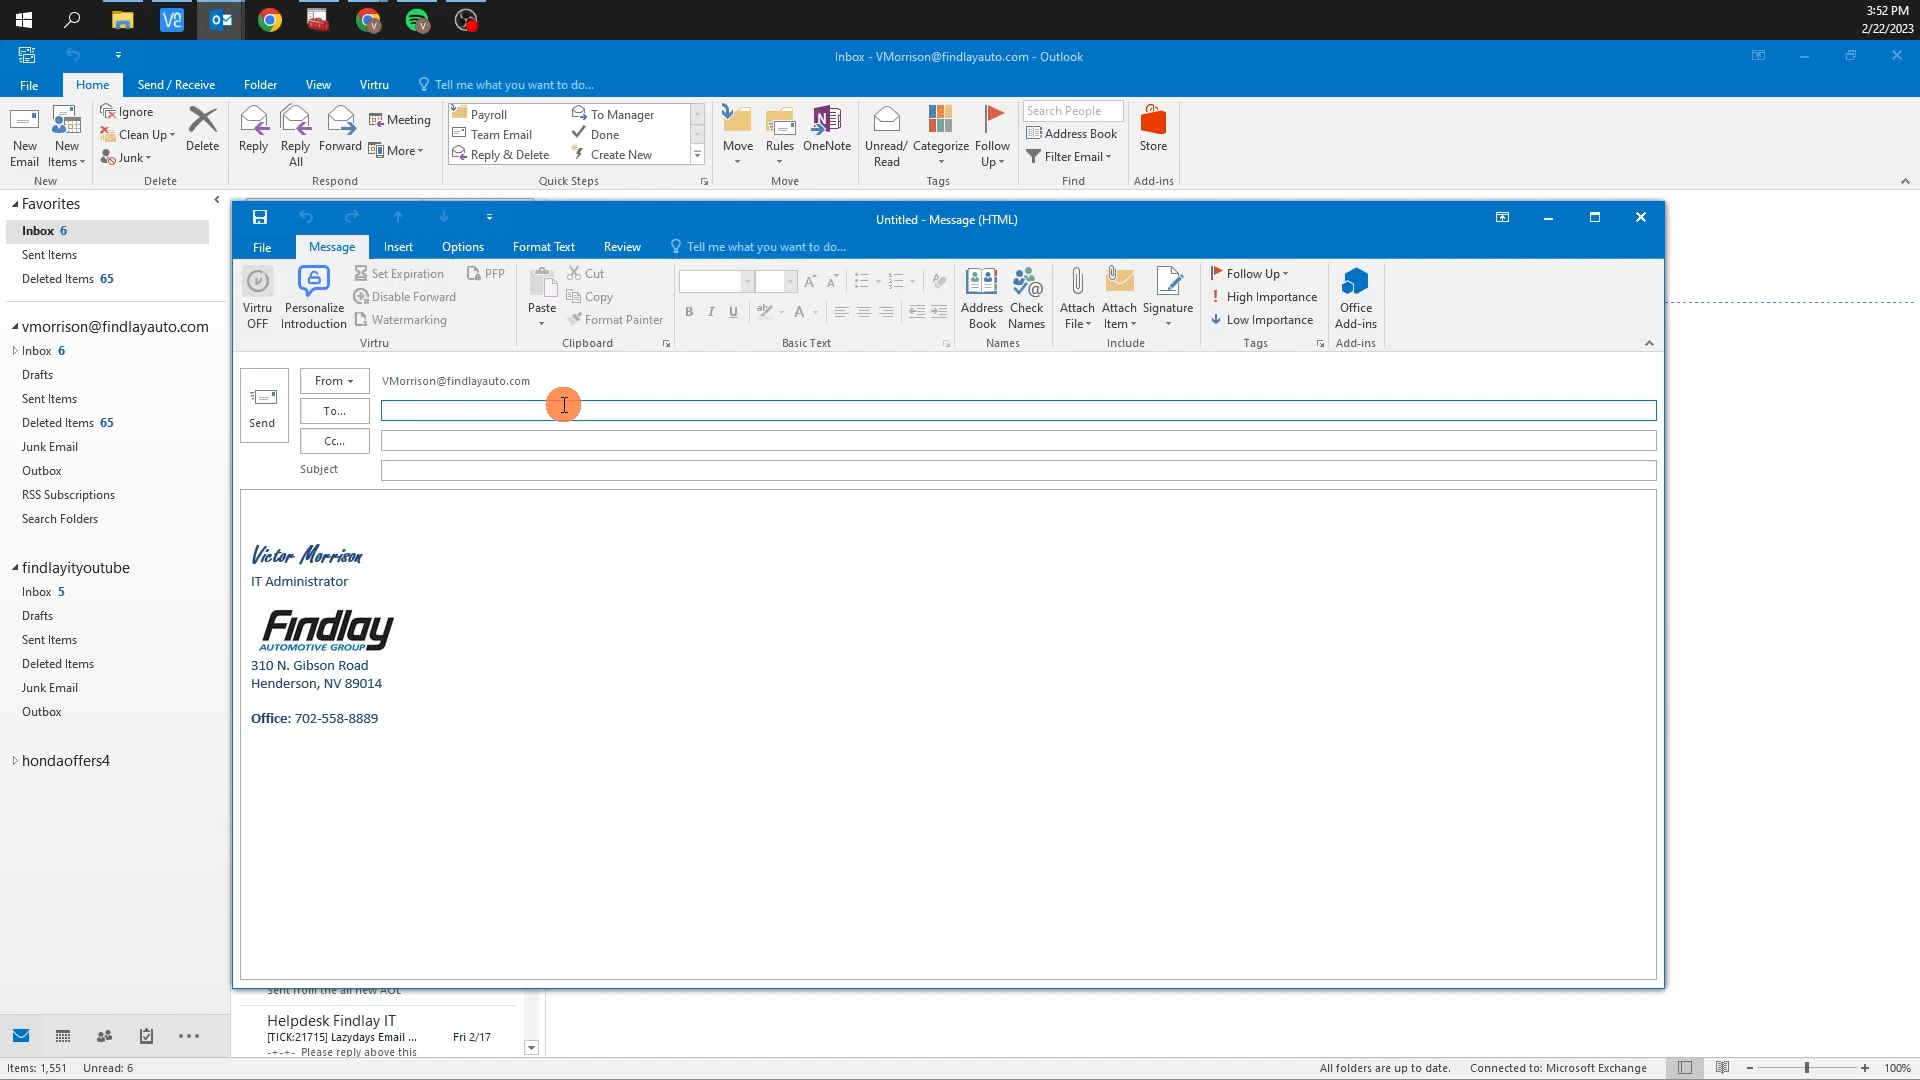 3:52 PM
2/22/2023
Inbox - VMorrison@findlayauto.com - Outlook
File
Home
Send / Receive
Folder
View
Virtru
Tell me what you want to do...
New Email
New Items
New
Ignore
Clean Up
Junk
Delete
Delete
Reply
Reply All
Forward
Meeting
More
Respond
Payroll
Team Email
Reply & Delete
To Manager
Done
Create New
Quick Steps
Move
Rules
OneNote
Move
Unread/ Read
Categorize
Follow Up
Tags
Search People
Address Book
Filter Email
Find
Store
Add-ins
Favorites
Inbox 6
Sent Items
Deleted Items 65
vmorrison@findlayauto.com
Inbox 6
Drafts
Sent Items
Deleted Items 65
Junk Email
Outbox
RSS Subscriptions
Search Folders
findlayityoutube
Inbox 5
Drafts
Sent Items
Deleted Items
Junk Email
Outbox
hondaoffers4
Untitled - Message (HTML)
File
Message
Insert
Options
Format Text
Review
Tell me what you want to do...
Virtru OFF
Personalize Introduction
Set Expiration
PFP
Disable Forward
Watermarking
Virtru
Paste
Cut
Copy
Format Painter
Clipboard
B I U
Basic Text
Address Book
Check Names
Names
Attach File
Attach Item
Signature
Include
Follow Up
High Importance
Low Importance
Tags
Office Add-ins
Add-ins
Send
From
VMorrison@findlayauto.com
To...
Cc...
Subject
Victor Morrison
IT Administrator
Findlay
AUTOMOTIVE GROUP
310 N. Gibson Road
Henderson, NV 89014
Office: 702-558-8889
Sent from the all new AOL
Helpdesk Findlay IT
[TICK:21715] Lazydays Email ... Fri 2/17
-+-+- Please reply above this
Items: 1,551 Unread: 6
All folders are up to date.
Connected to: Microsoft Exchange
100%